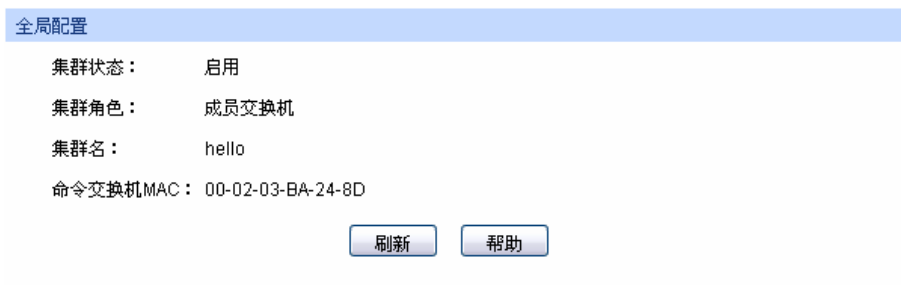 全局配置
集群状态： 启用
集群角色： 成员交换机
集群名： hello
命令交换机MAC： 00-02-03-BA-24-8D
刷新 帮助